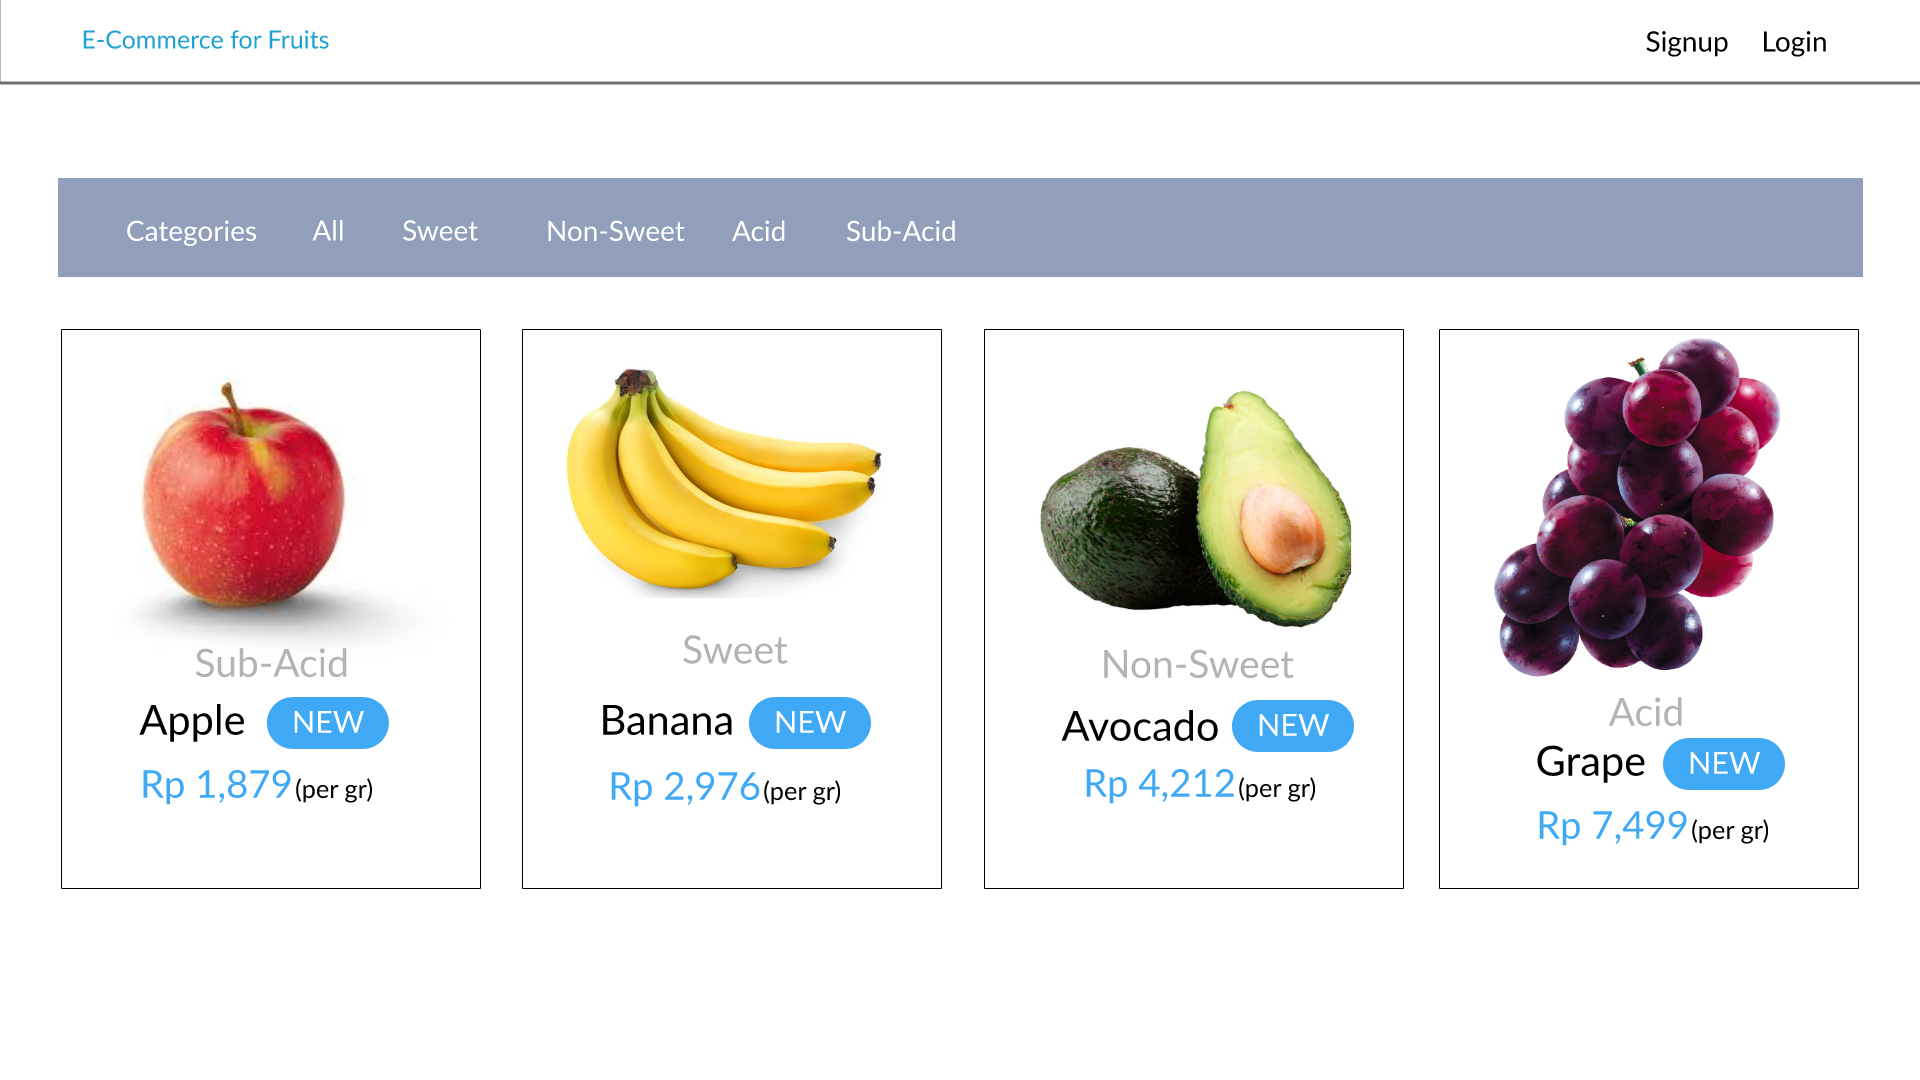 E-Commerce for Fruits
Signup Login
Categories All Sweet Non-Sweet Acid Sub-Acid
Sub-Acid
Apple NEW
Rp 1,879 (per gr)
Sweet
Banana NEW
Rp 2,976 (per gr)
Non-Sweet
Avocado NEW
Rp 4,212 (per gr)
Acid
Grape NEW
Rp 7,499 (per gr)